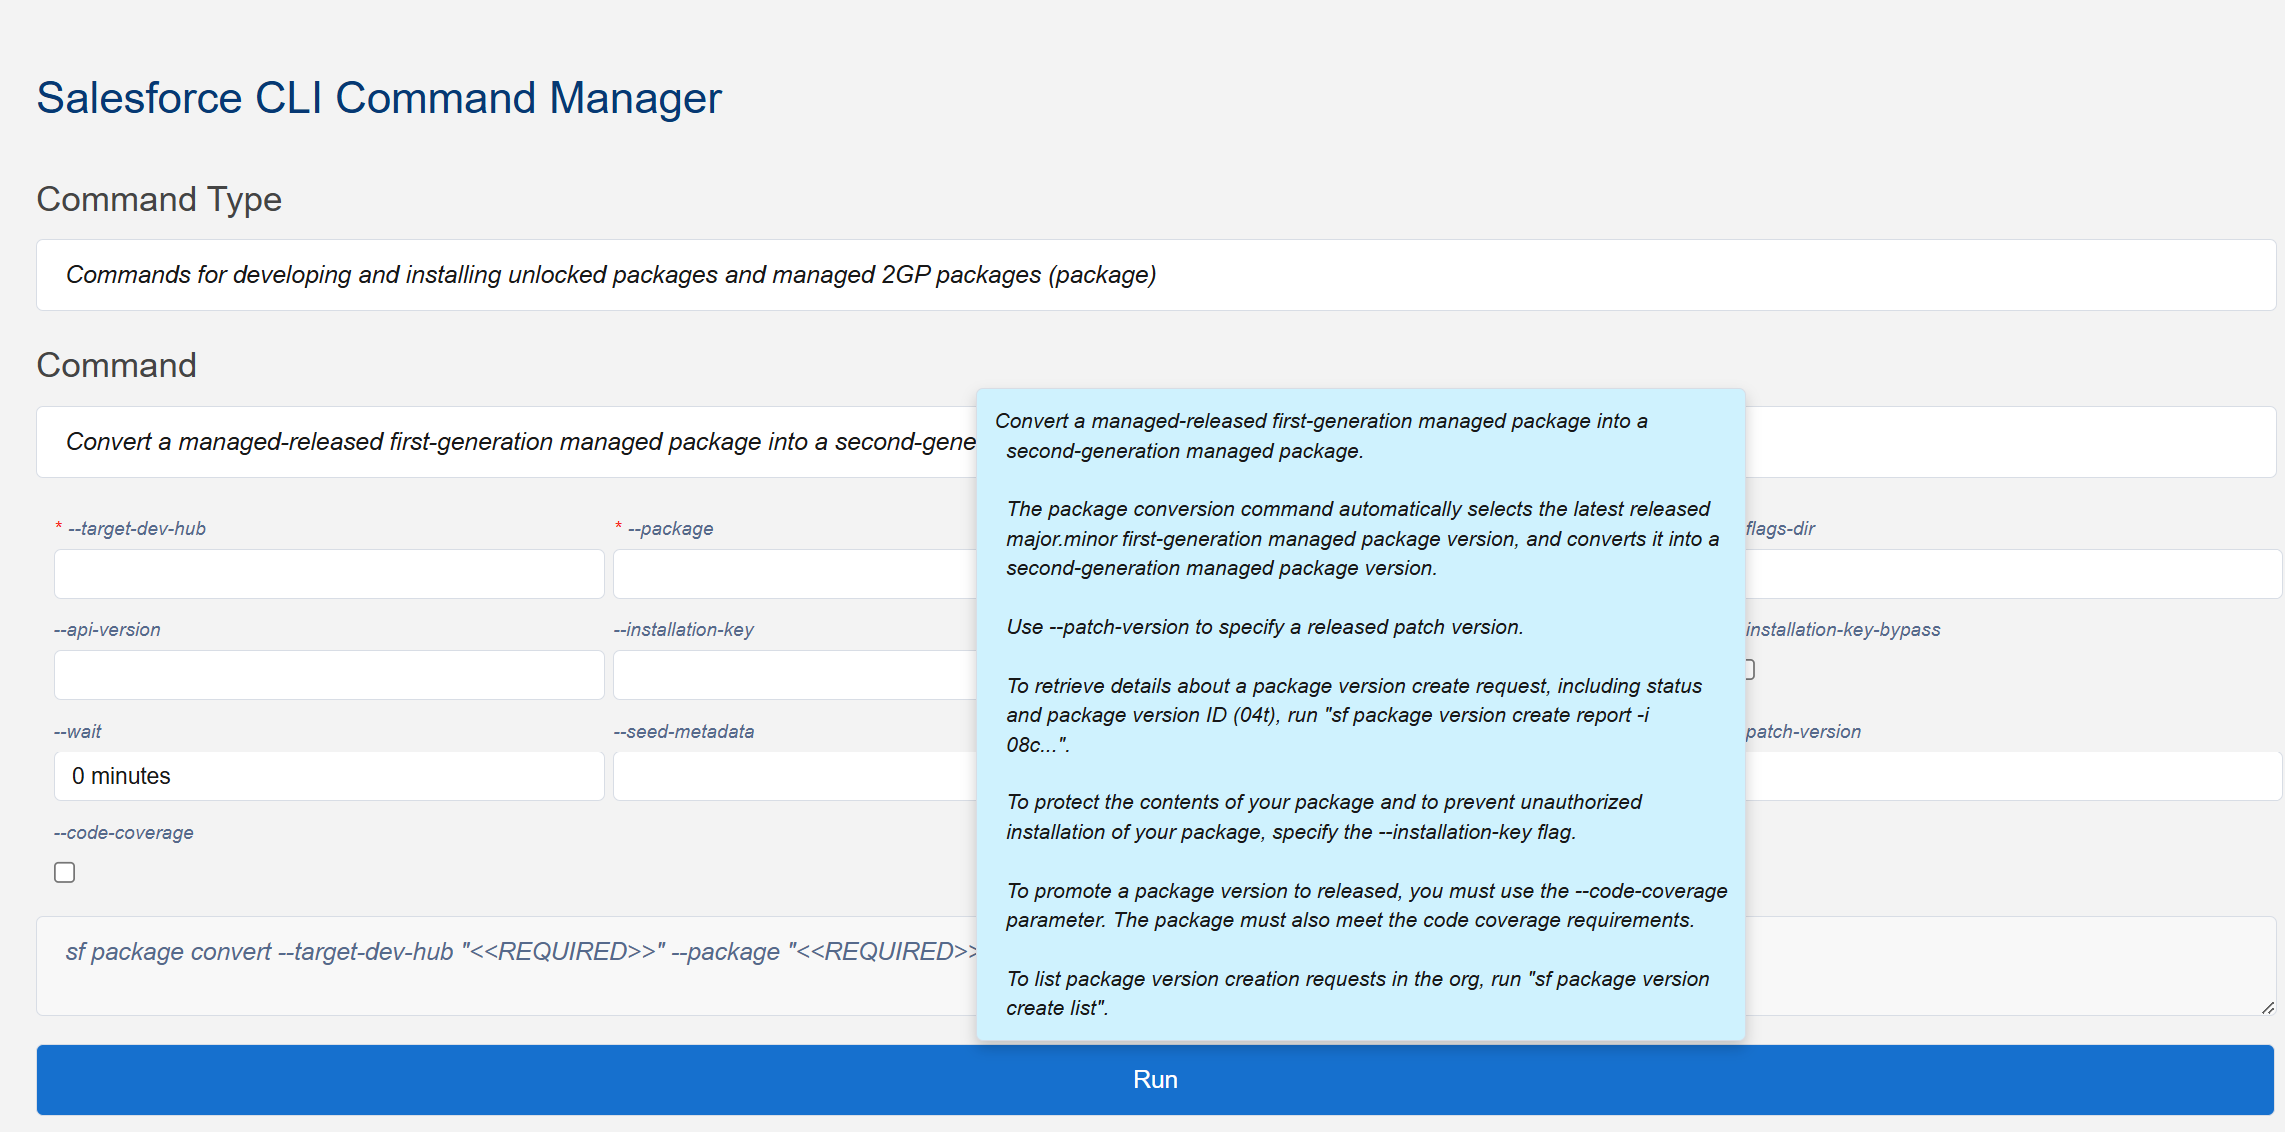 Salesforce CLI Command Manager
Command Type
Commands for developing and installing unlocked packages and managed 2GP packages (package)
Command
Convert a managed-released first-generation managed package into a second-gene
Convert a managed-released first-generation managed package into a
second-generation managed package.
The package conversion command automatically selects the latest released
major.minor first-generation managed package version, and converts it into a
second-generation managed package version.
Use --patch-version to specify a released patch version.
To retrieve details about a package version create request, including status
and package version ID (04t), run "sf package version create report -i
08c...".
To protect the contents of your package and to prevent unauthorized
installation of your package, specify the --installation-key flag.
To promote a package version to released, you must use the --code-coverage
parameter. The package must also meet the code coverage requirements.
To list package version creation requests in the org, run "sf package version
create list".
* --target-dev-hub
* --package
flags-dir
--api-version
--installation-key
installation-key-bypass
--wait
--seed-metadata
patch-version
0 minutes
--code-coverage
sf package convert --target-dev-hub "<<REQUIRED>>" --package "<<REQUIRED>>
Run